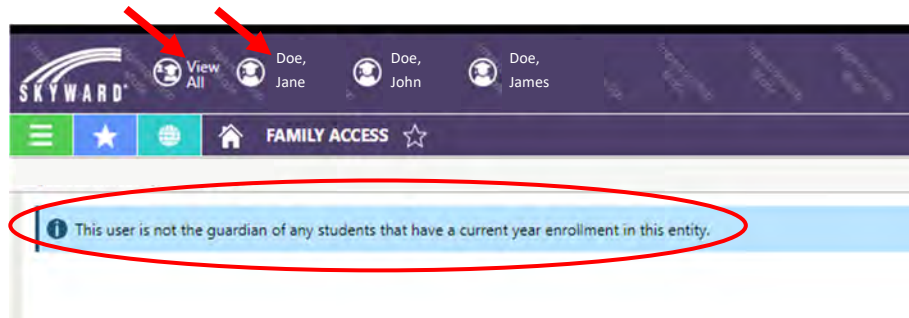 SKYWARD
View All
Doe, Jane
Doe, John
Doe, James
FAMILY ACCESS
This user is not the guardian of any students that have a current year enrollment in this entity.